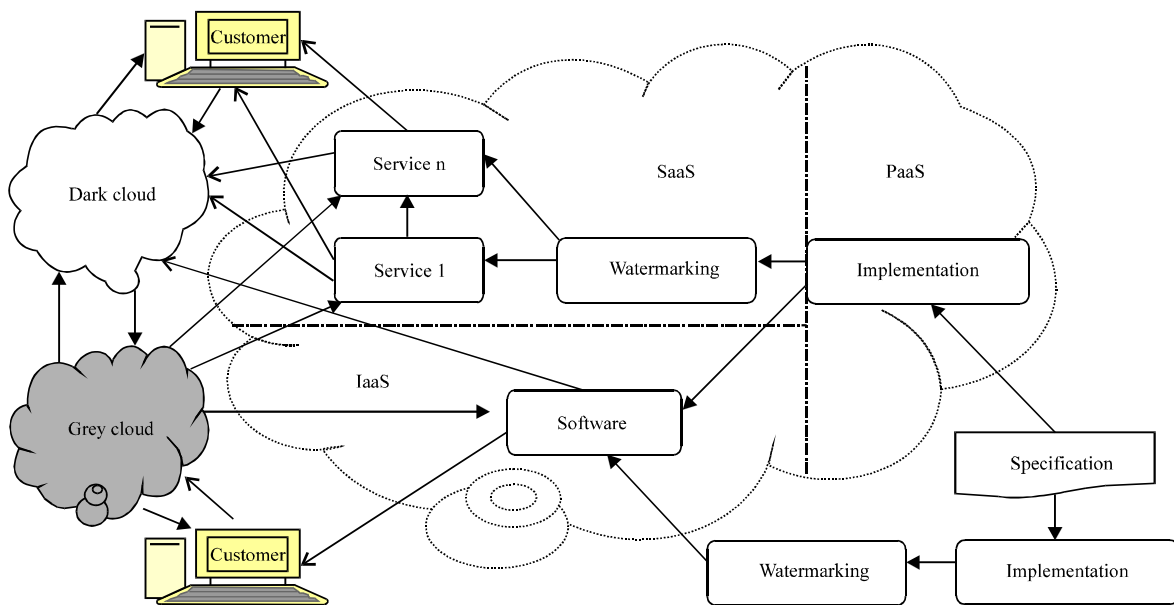 Customer
Service n
SaaS
PaaS
Dark cloud
Service 1
Watermarking
Implementation
IaaS
Grey cloud
Software
Specification
Customer
Watermarking
Implementation